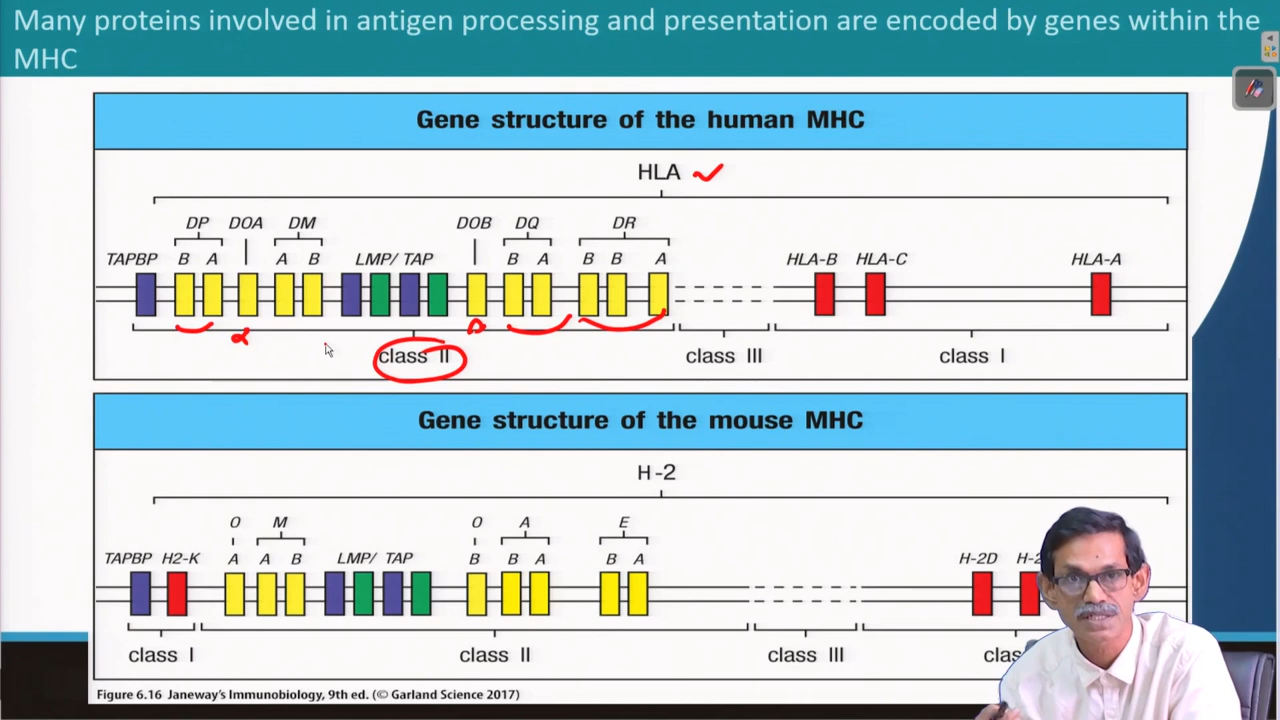 Many proteins involved in antigen processing and presentation are encoded by genes within the
MHC
Gene structure of the human MHC
HLA
DP DOA DM DOB DQ DR
TAPBP B A A B LMP/ TAP B A B B A HLA-B HLA-C HLA-A
α β
class II class III class I
Gene structure of the mouse MHC
H-2
O M O A E
TAPBP H2-K A A B LMP/ TAP B B A B A H-2D
class I class II class III
Figure 6.16 Janeway's Immunobiology, 9th ed. (© Garland Science 2017)